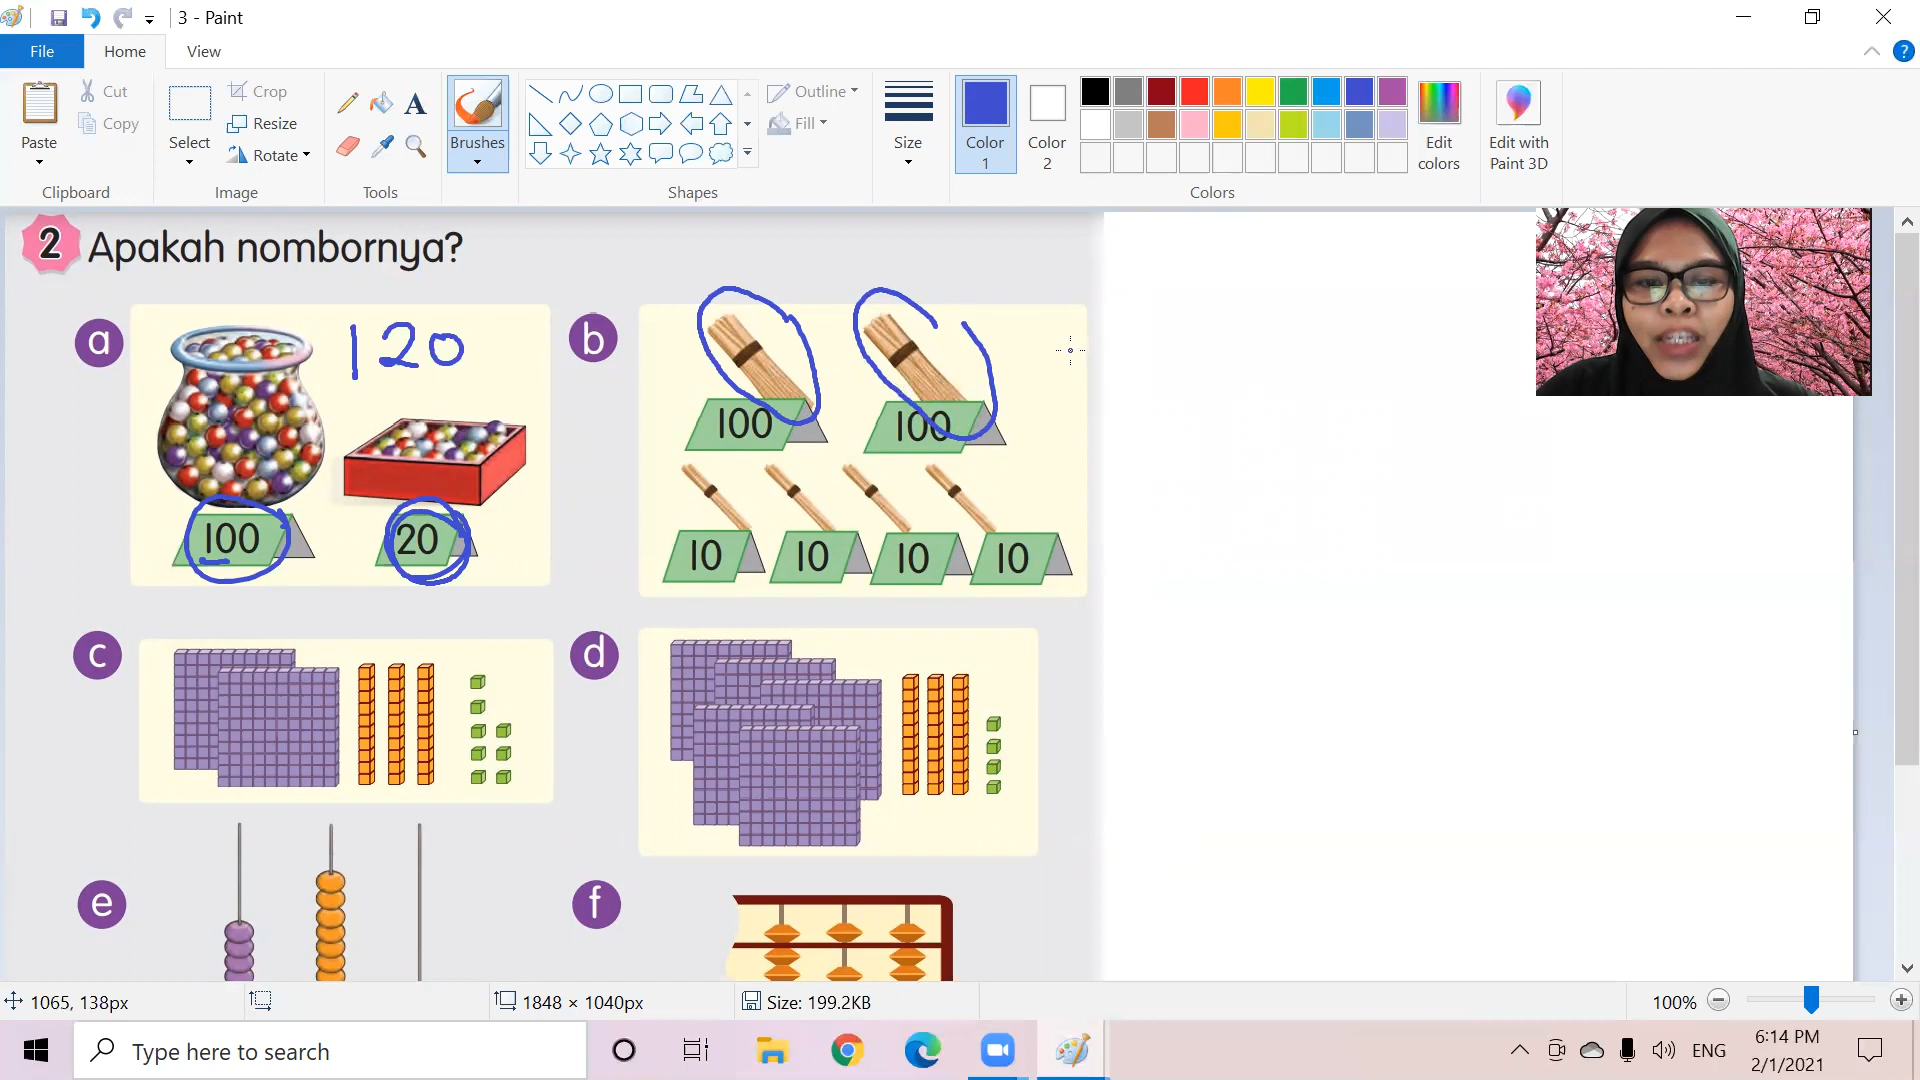 3 - Paint
File
Home
View
Paste
Cut
Copy
Clipboard
Select
Crop
Resize
Rotate
Image
A
Tools
Brushes
Shapes
Outline
Fill
Size
Color
1
Color
2
Colors
Edit
colors
Edit with
Paint 3D
?
2 Apakah nombornya?
a
120
100
20
b
100
100
10
10
10
10
c
d
e
f
1065, 138px
1848 × 1040px
Size: 199.2KB
100%
Type here to search
ENG
6:14 PM
2/1/2021